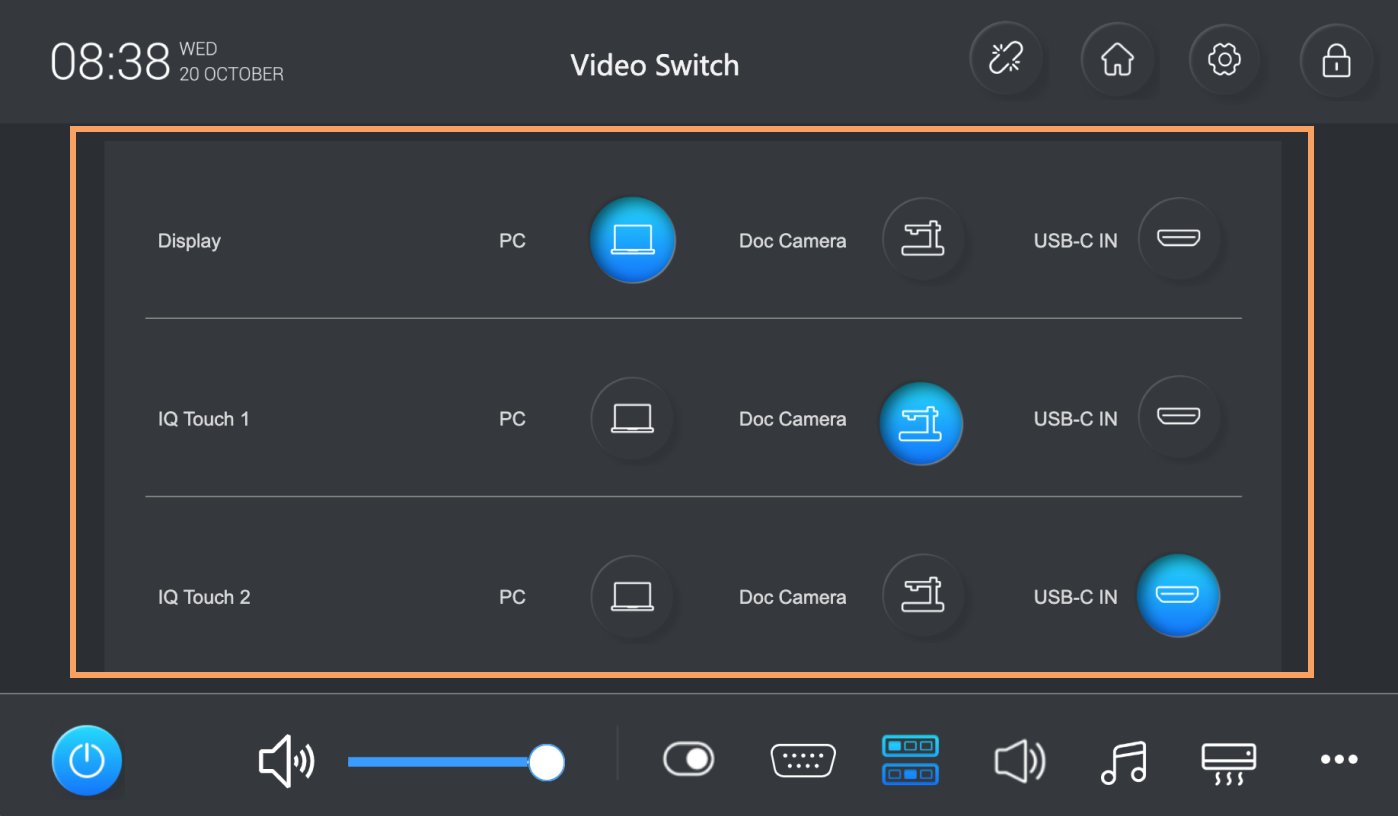 08:38 WED
20 OCTOBER
Video Switch
Display PC Doc Camera USB-C IN
IQ Touch 1 PC Doc Camera USB-C IN
IQ Touch 2 PC Doc Camera USB-C IN